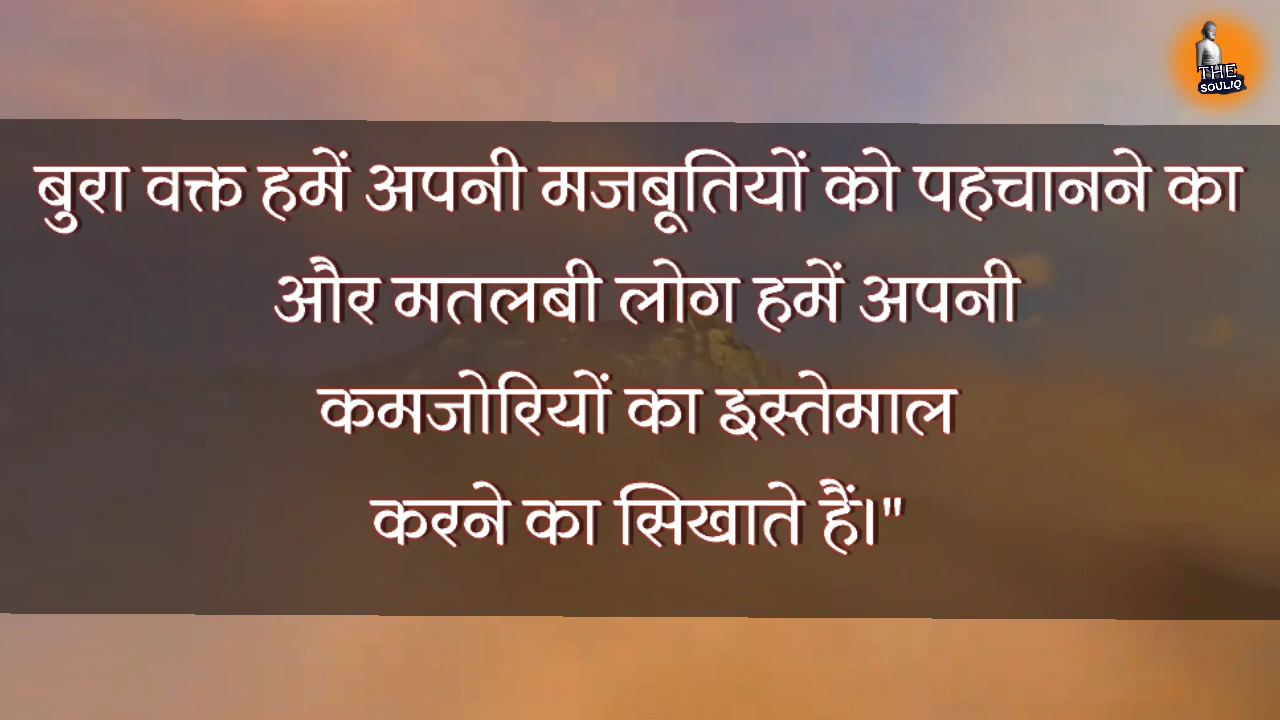 THE
SOULIQ
बुरा वक्त हमें अपनी मजबूतियों को पहचानने का
और मतलबी लोग हमें अपनी
कमजोरियों का इस्तेमाल
करने का सिखाते हैं।"